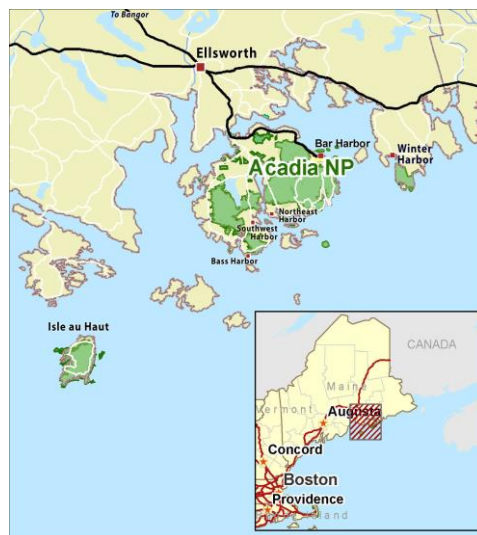 To Bangor
Ellsworth
Bar Harbor
Winter
Harbor
Acadia NP
Northeast
Harbor
Southwest
Harbor
Bass Harbor
Isle au Haut
CANADA
Maine
Vermont
Augusta
Concord
Boston
Providence
Island